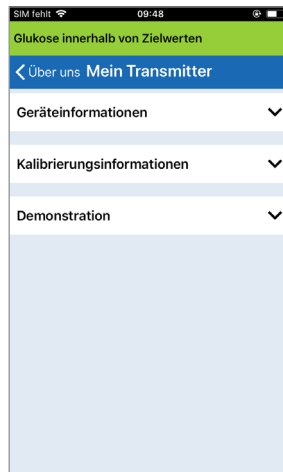 SIM fehlt 09:48
Glukose innerhalb von Zielwerten
Über uns Mein Transmitter
Geräteinformationen
Kalibrierungsinformationen
Demonstration